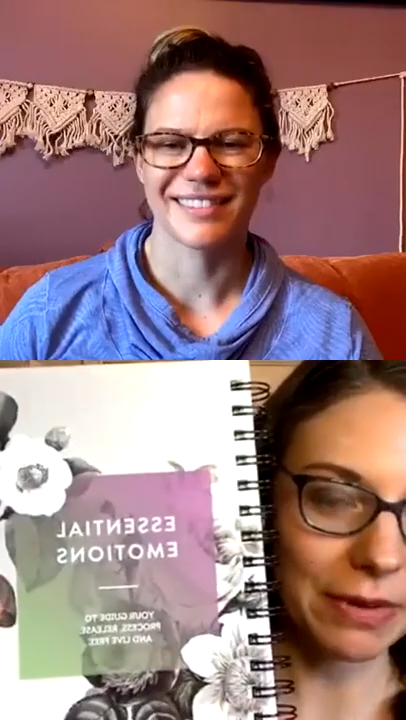 ESSENTIAL
EMOTIONS
YOUR GUIDE TO
PROCESS, RELEASE,
AND LIVE FREE.